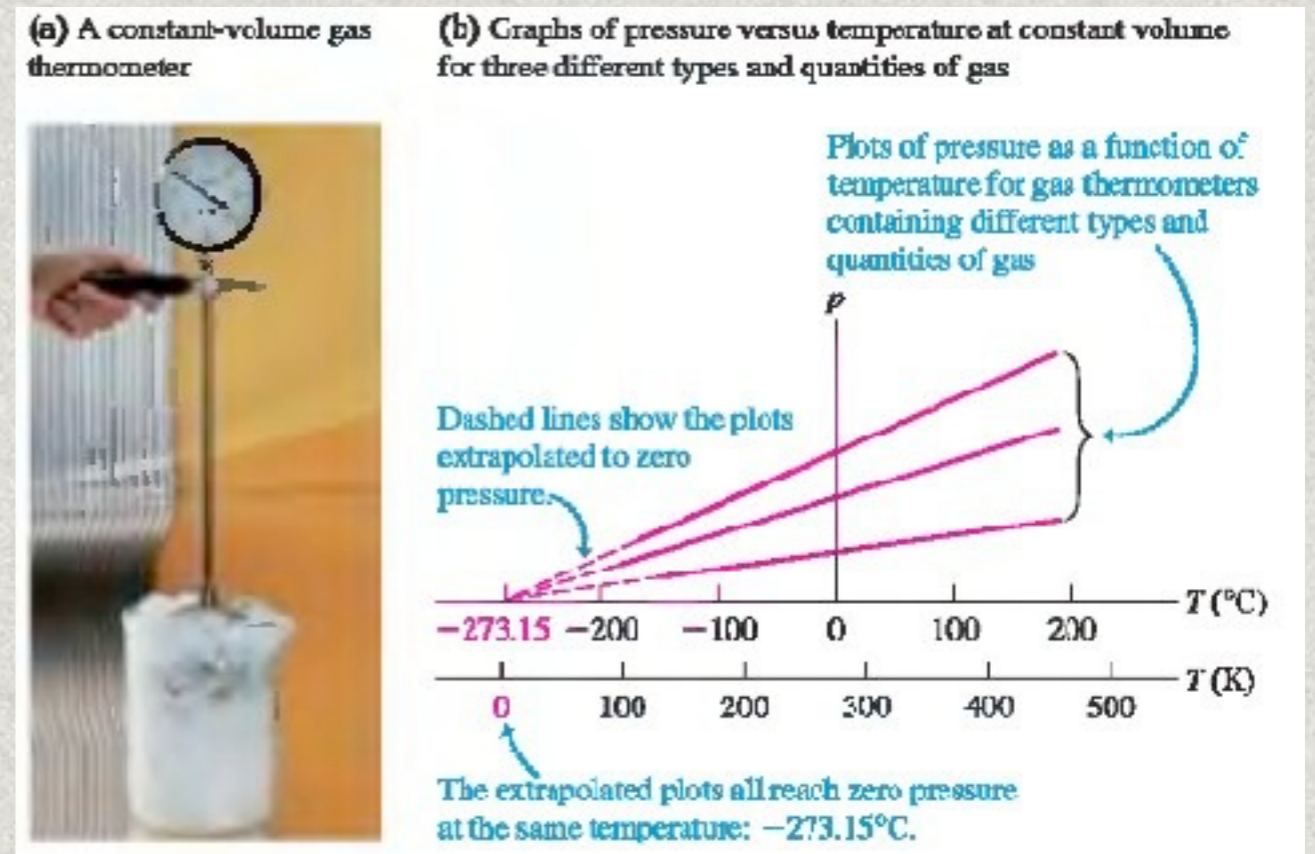 (a) A constant-volume gas
thermometer
(b) Graphs of pressure versus temperature at constant volume
for three different types and quantities of gas
Plots of pressure as a function of
temperature for gas thermometers
containing different types and
quantities of gas
p
Dashed lines show the plots
extrapolated to zero
pressure.
−273.15 −200 −100 0 100 200 T (°C)
0 100 200 300 400 500 T (K)
The extrapolated plots all reach zero pressure
at the same temperature: −273.15°C.